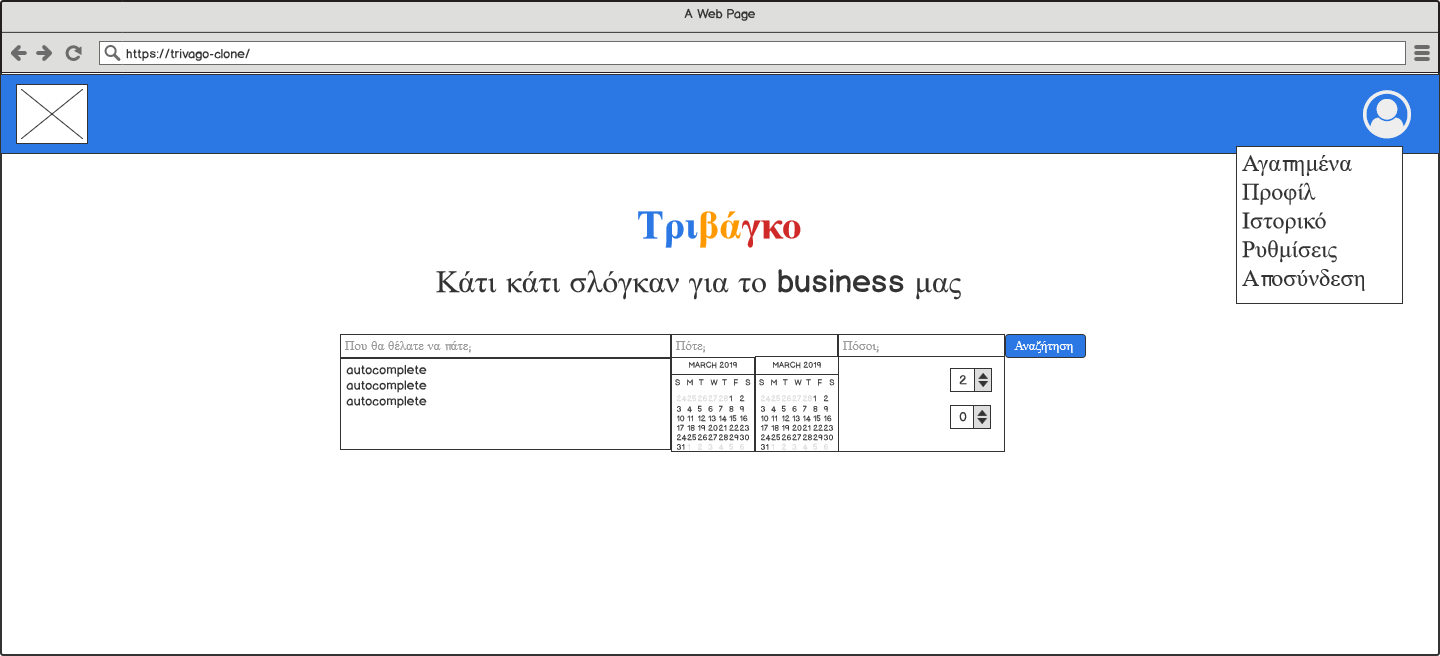 A Web Page
https://trivago-clone/
Αγαπημένα
Προφίλ
Ιστορικό
Ρυθμίσεις
Αποσύνδεση
Τριβάγκο
Κάτι κάτι σλόγκαν για το business μας
Που θα θέλατε να πάτε; Πότε; Πόσοι; Αναζήτηση
autocomplete
autocomplete
autocomplete
MARCH 2019 MARCH 2019
S M T W T F S S M T W T F S
24 25 26 27 28 1 2 24 25 26 27 28 1 2
3 4 5 6 7 8 9 3 4 5 6 7 8 9
10 11 12 13 14 15 16 10 11 12 13 14 15 16
17 18 19 20 21 22 23 17 18 19 20 21 22 23
24 25 26 27 28 29 30 24 25 26 27 28 29 30
31 1 2 3 4 5 6 31 1 2 3 4 5 6
2
0